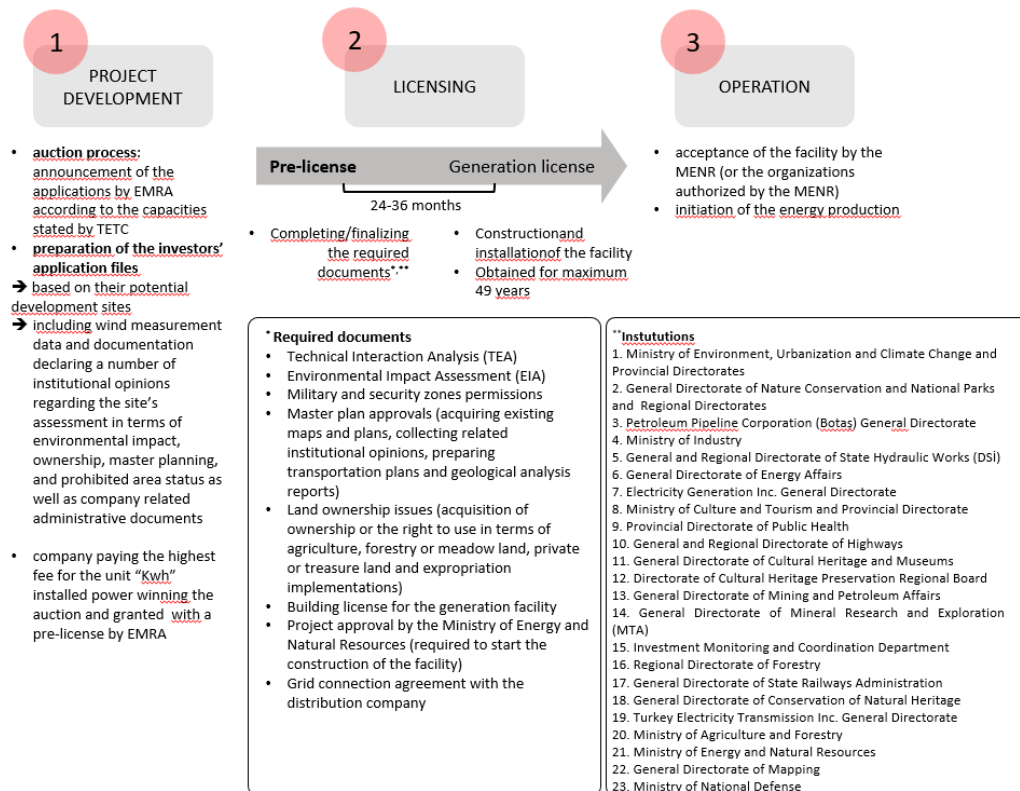 1
PROJECT
DEVELOPMENT
• auction process:
announcement of the
applications by EMRA
according to the capacities
stated by TETC
• preparation of the investors'
application files
➔ based on their potential
development sites
➔ including wind measurement
data and documentation
declaring a number of
institutional opinions
regarding the site's
assessment in terms of
environmental impact,
ownership, master planning,
and prohibited area status as
well as company related
administrative documents
• company paying the highest
fee for the unit "Kwh"
installed power winning the
auction and granted with a
pre-license by EMRA
2
LICENSING
Pre-license Generation license
24-36 months
• Completing/finalizing
the required
documents*,**
• Constructionand
installationof the facility
• Obtained for maximum
49 years
3
OPERATION
• acceptance of the facility by the
MENR (or the organizations
authorized by the MENR)
• initiation of the energy production
* Required documents
• Technical Interaction Analysis (TEA)
• Environmental Impact Assessment (EIA)
• Military and security zones permissions
• Master plan approvals (acquiring existing
maps and plans, collecting related
institutional opinions, preparing
transportation plans and geological analysis
reports)
• Land ownership issues (acquisition of
ownership or the right to use in terms of
agriculture, forestry or meadow land, private
or treasure land and expropriation
implementations)
• Building license for the generation facility
• Project approval by the Ministry of Energy and
Natural Resources (required to start the
construction of the facility)
• Grid connection agreement with the
distribution company
**Instutions
1. Ministry of Environment, Urbanization and Climate Change and
Provincial Directorates
2. General Directorate of Nature Conservation and National Parks
and Regional Directorates
3. Petroleum Pipeline Corporation (Botaş) General Directorate
4. Ministry of Industry
5. General and Regional Directorate of State Hydraulic Works (DSİ)
6. General Directorate of Energy Affairs
7. Electricity Generation Inc. General Directorate
8. Ministry of Culture and Tourism and Provincial Directorate
9. Provincial Directorate of Public Health
10. General and Regional Directorate of Highways
11. General Directorate of Cultural Heritage and Museums
12. Directorate of Cultural Heritage Preservation Regional Board
13. General Directorate of Mining and Petroleum Affairs
14. General Directorate of Mineral Research and Exploration
(MTA)
15. Investment Monitoring and Coordination Department
16. Regional Directorate of Forestry
17. General Directorate of State Railways Administration
18. General Directorate of Conservation of Natural Heritage
19. Turkey Electricity Transmission Inc. General Directorate
20. Ministry of Agriculture and Forestry
21. Ministry of Energy and Natural Resources
22. General Directorate of Mapping
23. Ministry of National Defense